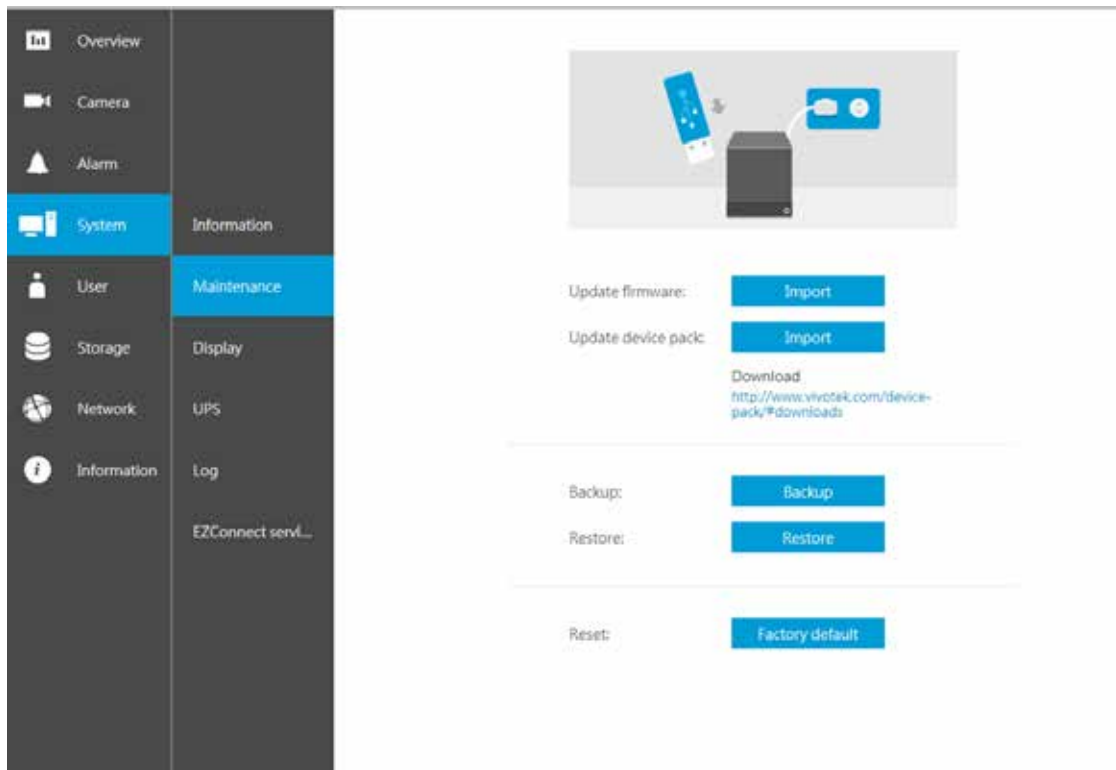 Overview
Camera
Alarm
System
User
Storage
Network
Information
Information
Maintenance
Display
UPS
Log
EZConnect servi...
Update firmware:
Import
Update device pack:
Import
Download
http://www.vivotek.com/device-
pack/#downloads
Backup:
Backup
Restore:
Restore
Reset:
Factory default